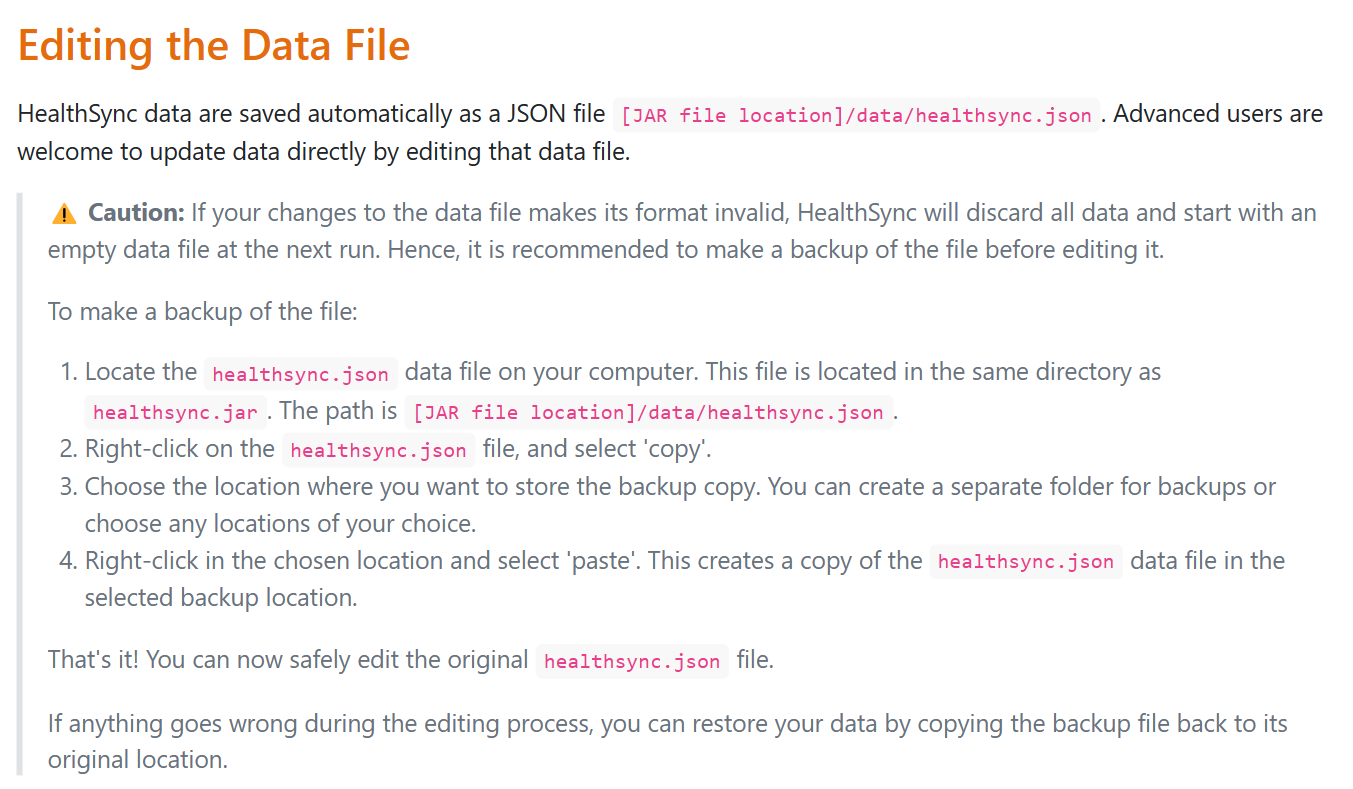 Editing the Data File
HealthSync data are saved automatically as a JSON file [JAR file location]/data/healthsync.json. Advanced users are
welcome to update data directly by editing that data file.
⚠️ Caution: If your changes to the data file makes its format invalid, HealthSync will discard all data and start with an
empty data file at the next run. Hence, it is recommended to make a backup of the file before editing it.
To make a backup of the file:
1. Locate the healthsync.json data file on your computer. This file is located in the same directory as
healthsync.jar. The path is [JAR file location]/data/healthsync.json.
2. Right-click on the healthsync.json file, and select 'copy'.
3. Choose the location where you want to store the backup copy. You can create a separate folder for backups or
choose any locations of your choice.
4. Right-click in the chosen location and select 'paste'. This creates a copy of the healthsync.json data file in the
selected backup location.
That's it! You can now safely edit the original healthsync.json file.
If anything goes wrong during the editing process, you can restore your data by copying the backup file back to its
original location.